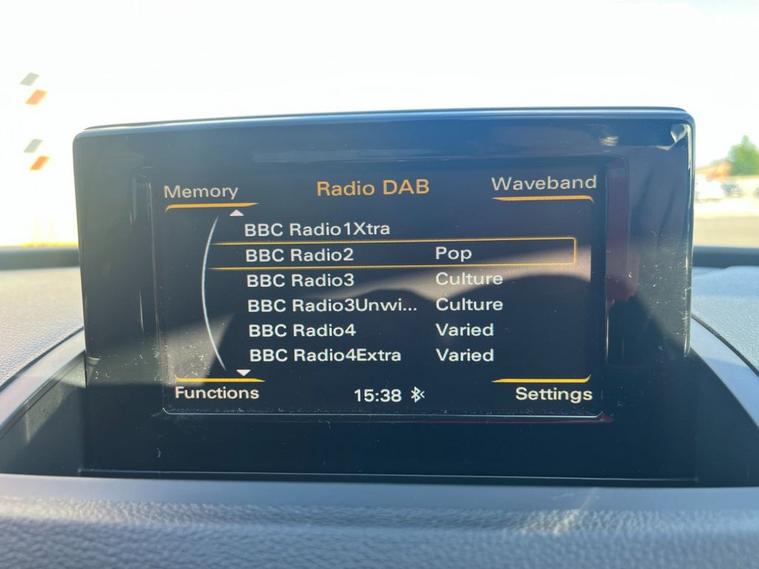 Memory Radio DAB Waveband
BBC Radio1Xtra
BBC Radio2 Pop
BBC Radio3 Culture
BBC Radio3Unwi... Culture
BBC Radio4 Varied
BBC Radio4Extra Varied
Functions 15:38 Settings